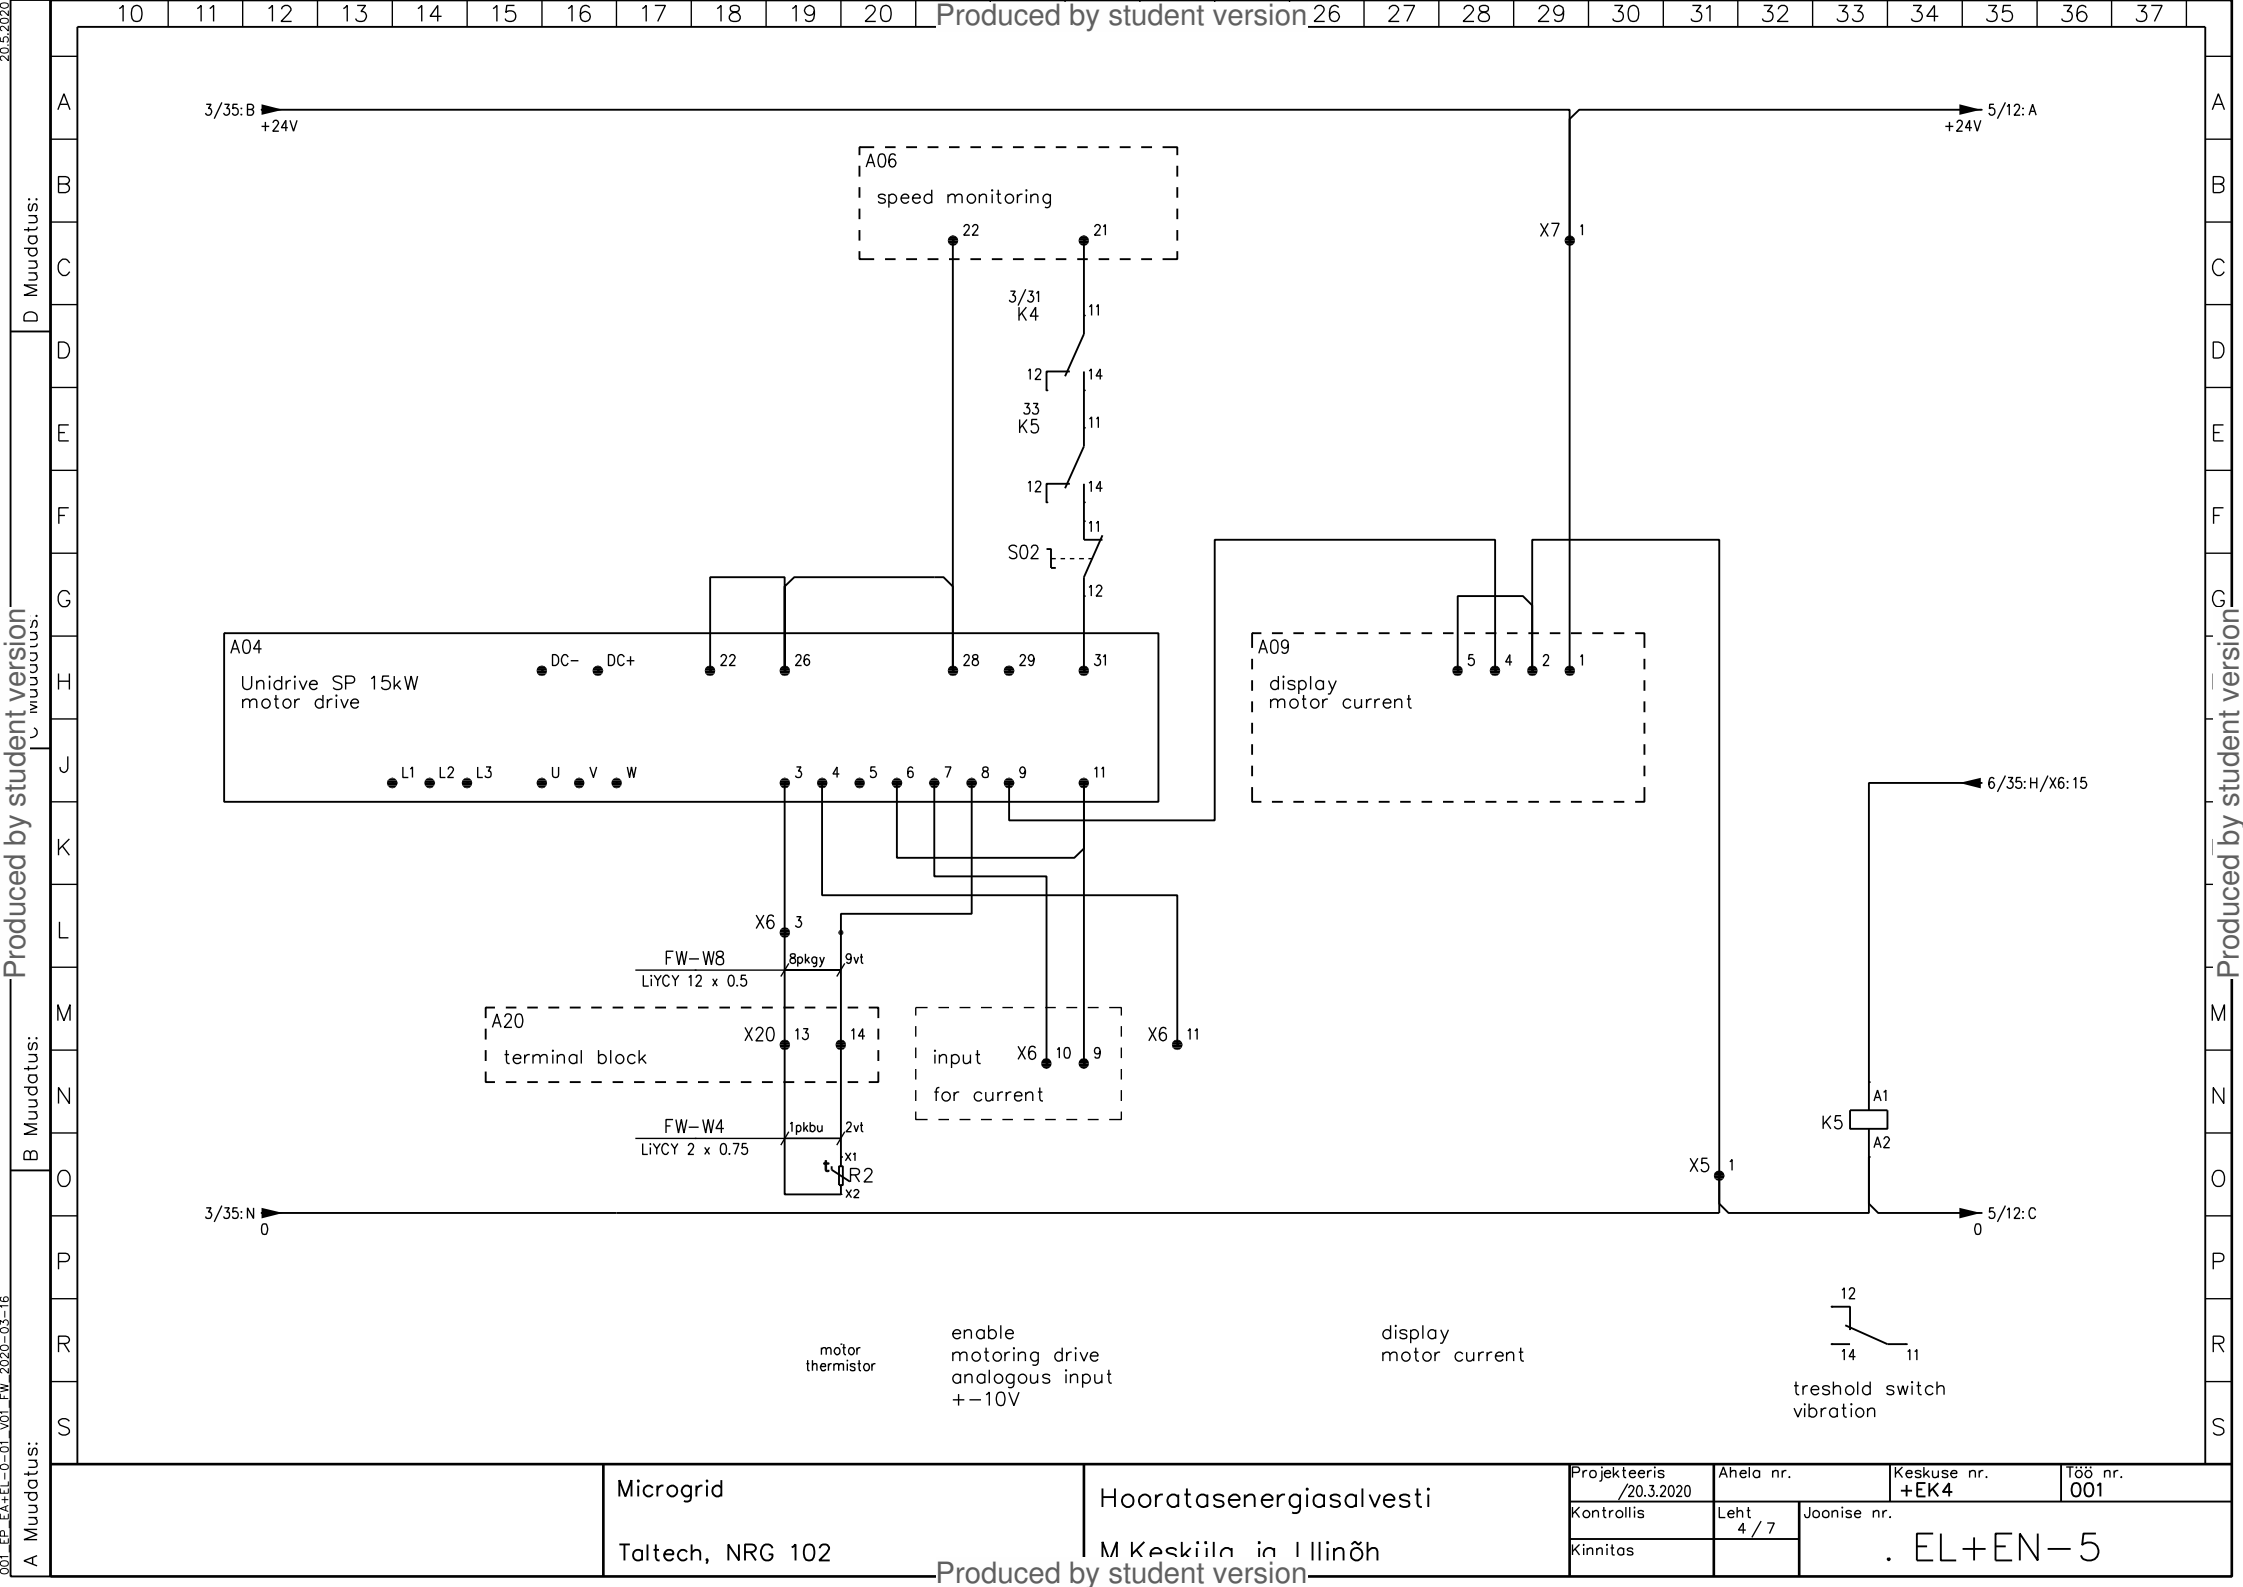 Produced by student version
10 11 12 13 14 15 16 17 18 19 20 26 27 28 29 30 31 32 33 34 35 36 37
20.5.2020
A
B
C
D
E
F
G
H
J
K
L
M
N
O
P
R
S
A
B
C
D
E
F
G
M
N
O
P
R
S
D Muudatus:
B Muudatus:
A Muudatus:
Produced by student version
Produced by student version
001_EP_EA+EL-0-01_V01_FW_2020-03-16
3/35:B
+24V
5/12:A
+24V
A06
speed monitoring
22
21
X7 1
3/31
K4
11
12 14
33
K5
11
12 14
11
S02
12
A04
Unidrive SP 15kW
motor drive
DC- DC+ 22 26 28 29 31
L1 L2 L3 U V W 3 4 5 6 7 8 9 11
A09
5 4 2 1
display
motor current
6/35:H/X6:15
X6 3
FW-W8
LiYCY 12 x 0.5
8pkgy 9vt
A20
X20 13 14
terminal block
input
X6 10 9
for current
X6 11
FW-W4
LiYCY 2 x 0.75
1pkbu 2vt
X1
t R2
X2
A1
K5
A2
X5 1
3/35:N
0
5/12:C
0
motor
thermistor
enable
motoring drive
analogous input
+-10V
display
motor current
12
14 11
treshold switch
vibration
Microgrid
Taltech, NRG 102
Hooratasenergiasalvesti
Projekteeris
/20.3.2020
Kontrollis
Kinnitas
Ahela nr.
Leht
4 / 7
Keskuse nr.
+EK4
Töö nr.
001
Joonise nr.
. EL+EN-5
Produced by student version